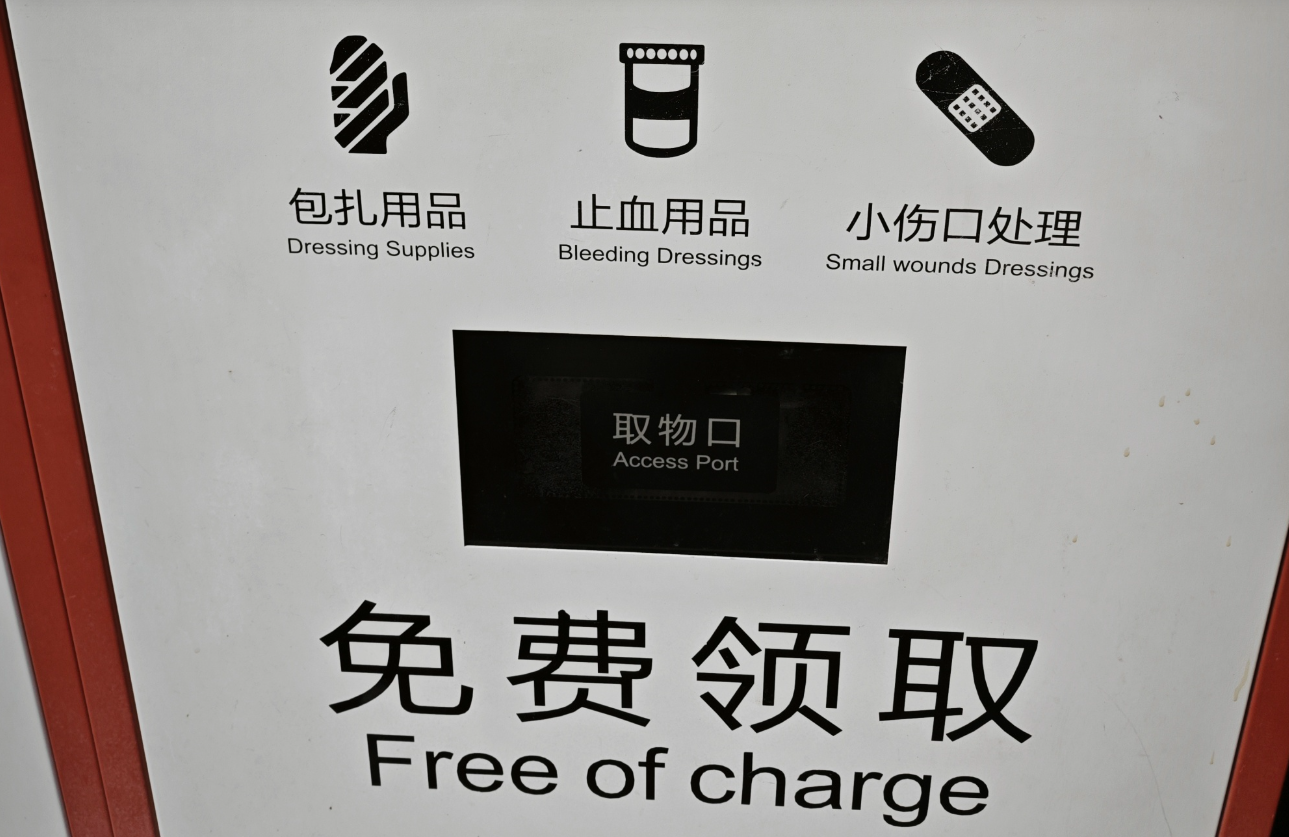 包扎用品
Dressing Supplies
止血用品
Bleeding Dressings
小伤口处理
Small wounds Dressings
取物口
Access Port
免费领取
Free of charge